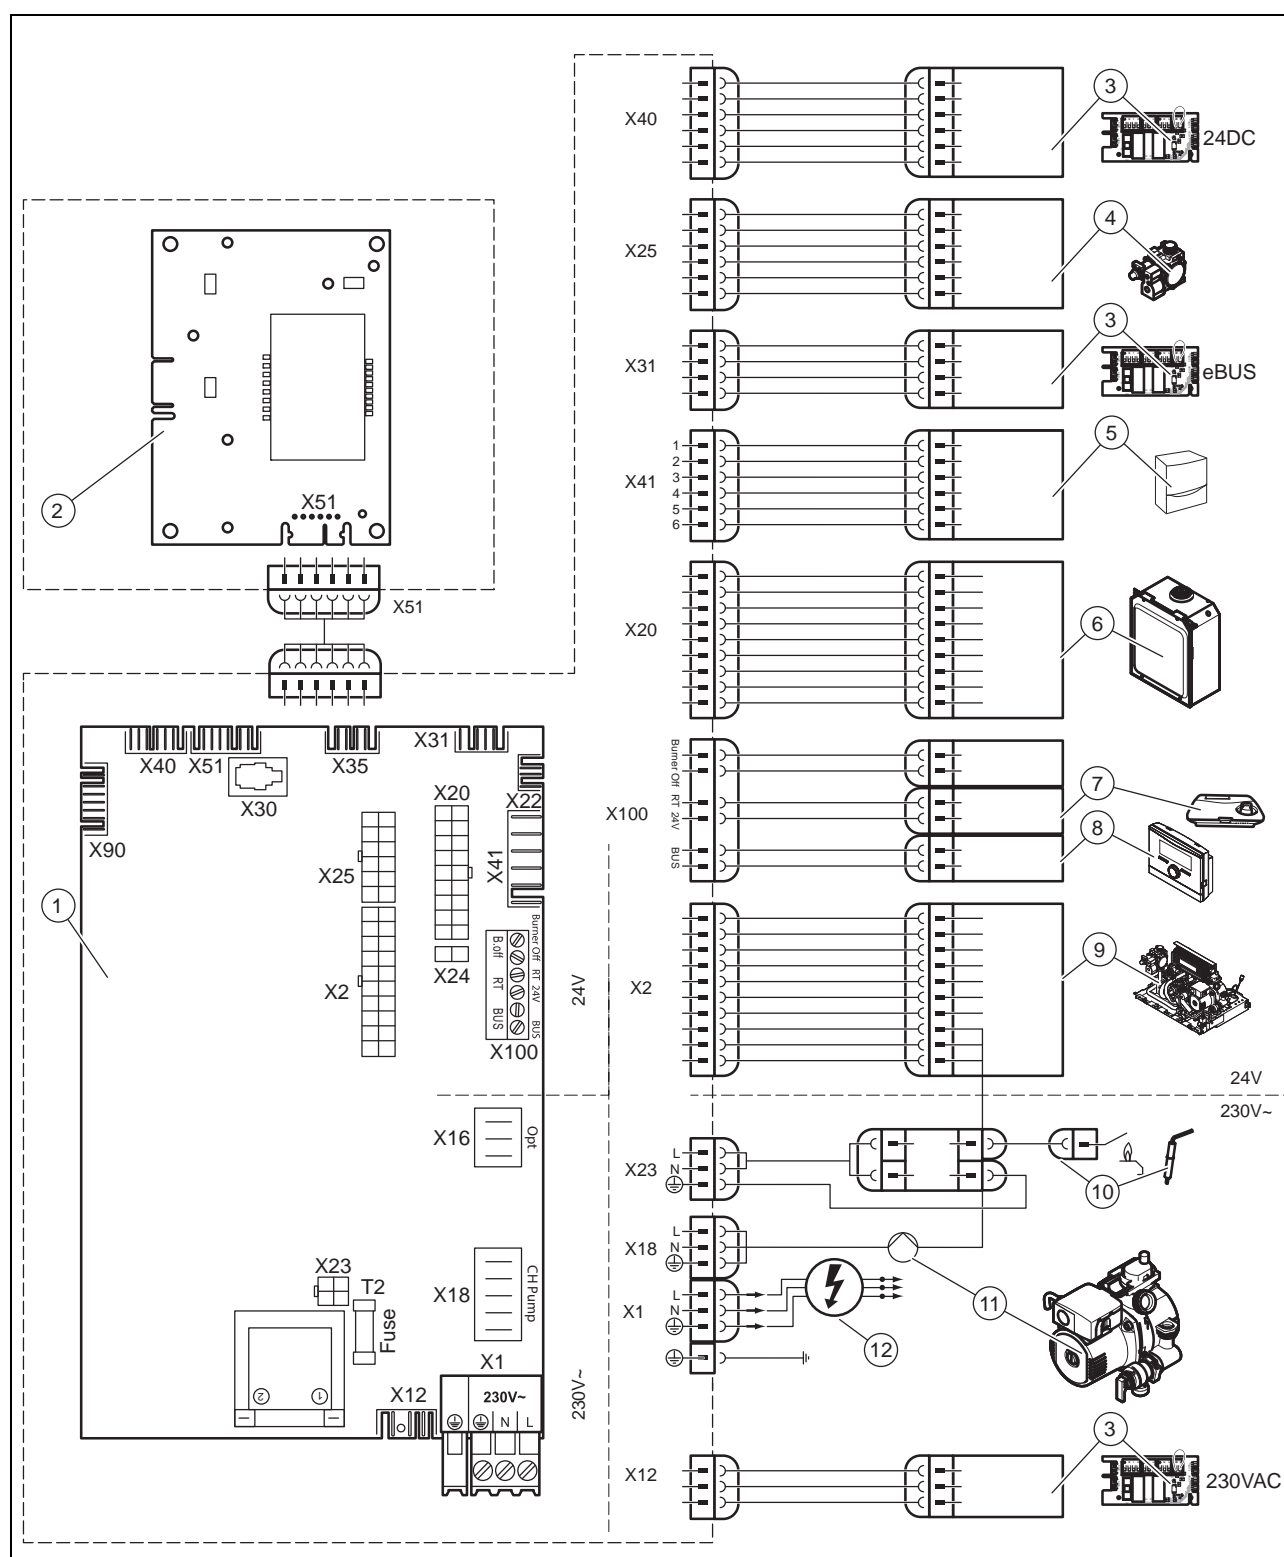 X40
3
24DC
X25
4
X31
3
eBUS
X41
1
2
3
4
5
6
5
2
X51
X51
X20
6
X100
Burner Off
RT 24V
BUS
7
8
X2
9
24V
230V~
1
X40
X51
X35
X31
X30
X20
X22
X90
X25
X41
X24
X2
B.off
RT
BUS
Burner Off
RT 24V
BUS
X100
24V
X16
Opt
X18
CHPump
X23
T2
Fuse
2
1
X12
X1
230V~
N
L
230V~
X23
L
N
10
X18
L
N
11
X1
L
N
12
X12
3
230VAC